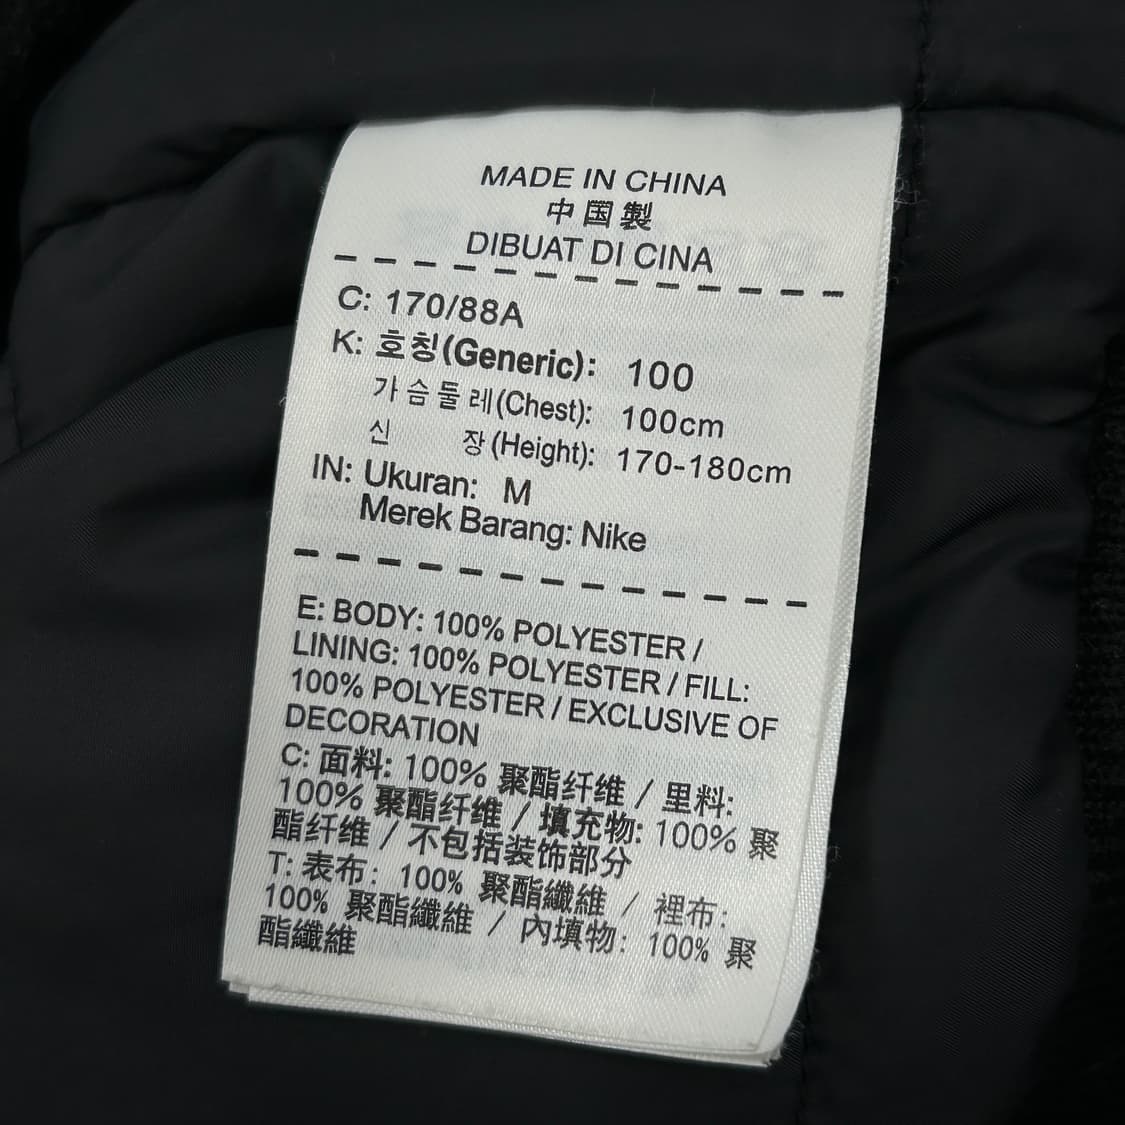 MADE IN CHINA
中国製
DIBUAT DI CINA
C: 170/88A
K: 호칭(Generic): 100
가슴둘레(Chest): 100cm
신 장(Height): 170-180cm
IN: Ukuran: M
Merek Barang: Nike
E: BODY: 100% POLYESTER /
LINING: 100% POLYESTER / FILL:
100% POLYESTER / EXCLUSIVE OF
DECORATION
C: 面料: 100% 聚酯纤维 / 里料:
100% 聚酯纤维 / 填充物: 100% 聚
酯纤维 / 不包括装饰部分
T: 表布: 100% 聚酯纖維 / 裡布:
100% 聚酯纖維 / 內填物: 100% 聚
酯纖維